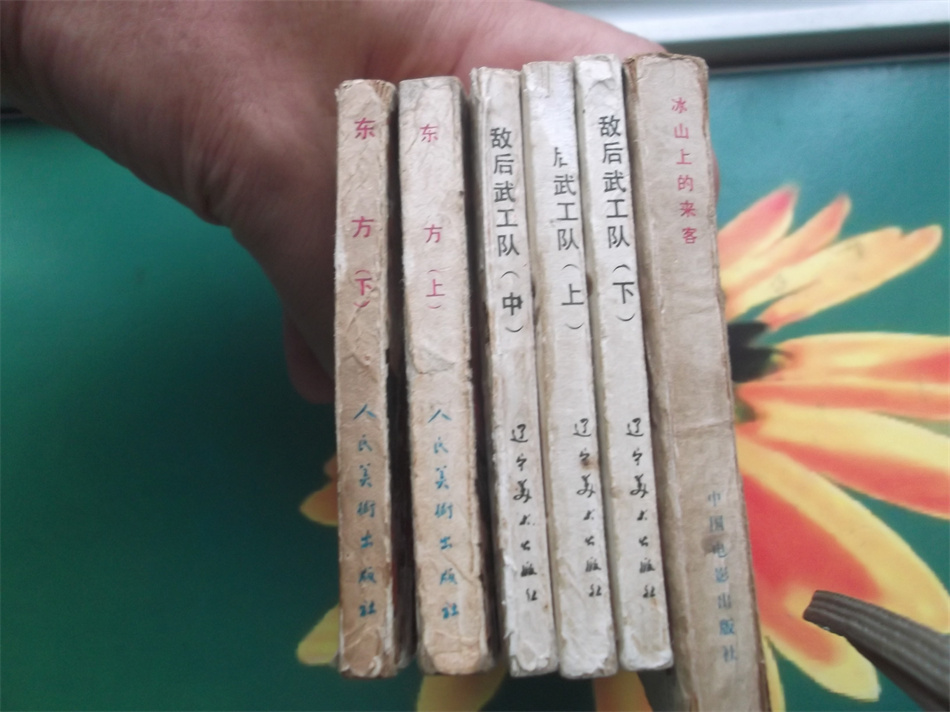 东方（下）
人民美術出版社
东方（上）
人民美術出版社
敌后武工队（中）
辽宁美术出版社
后武工队（上）
辽宁美术出版社
敌后武工队（下）
辽宁美术出版社
冰山上的来客
中国电影出版社